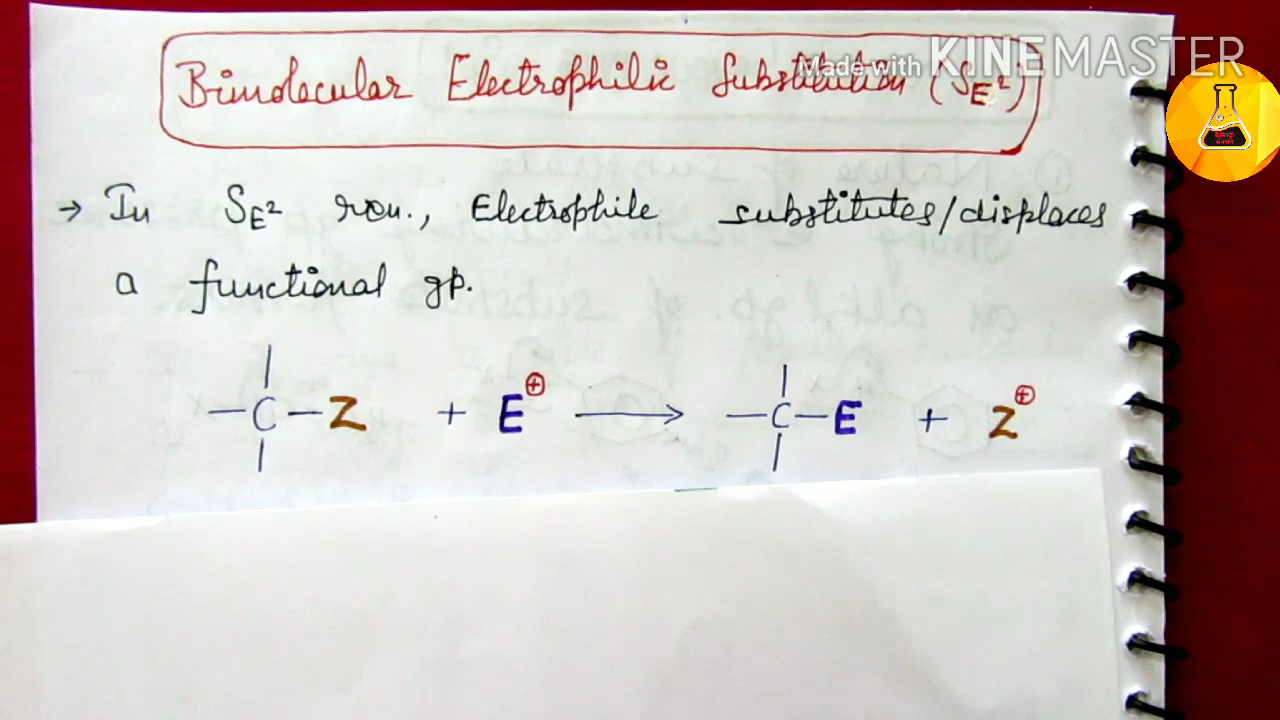 Bimolecular Electrophilic Substitution (SE²)
Made with KINEMASTER
→ In SE² rxn., Electrophile substitutes/displaces
a functional gp.
—C—Z + E⊕ ⟶ —C—E + Z⊕